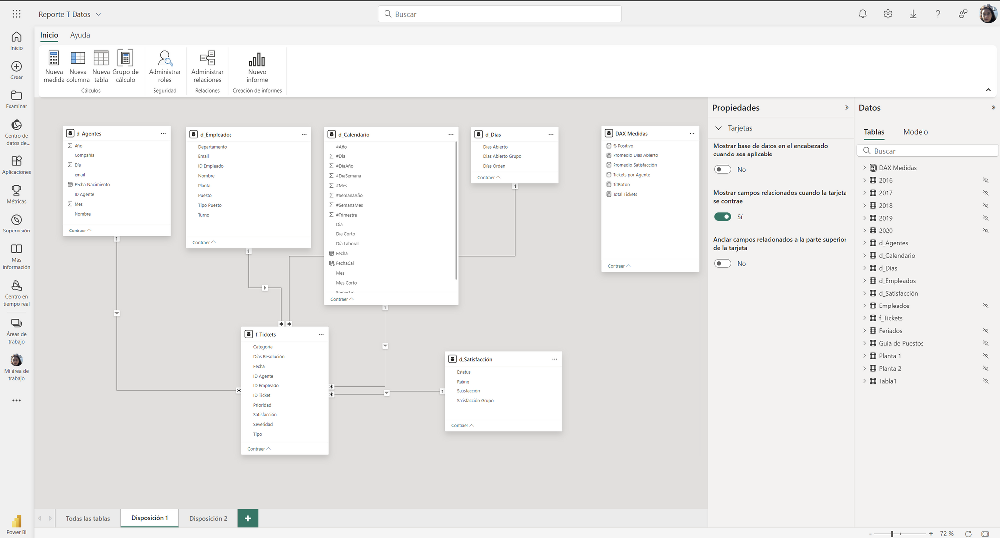 Reporte T Datos
Buscar
Inicio
Crear
Examinar
Centro de
datos de...
Aplicaciones
Métricas
Supervisión
Más
información
Centro en
tiempo real
Áreas de
trabajo
Mi área de
trabajo
Power BI
Inicio
Ayuda
Nueva
medida
Nueva
columna
Nueva
tabla
Grupo de
cálculo
Cálculos
Administrar
roles
Seguridad
Administrar
relaciones
Relaciones
Nuevo
informe
Creación de informes
d_Agentes
Año
Compañia
Día
email
Fecha Nacimiento
ID Agente
Mes
Nombre
Contraer
1
d_Empleados
Departamento
Email
ID Empleado
Nombre
Planta
Puesto
Tipo Puesto
Turno
Contraer
1
d_Calendario
#Año
#Dia
#DiaAño
#DiaSemana
#Mes
#SemanaAño
#SemanaMes
#Trimestre
Dia
Dia Corto
Día Laboral
Fecha
FechaCal
Mes
Mes Corto
Semestre
Contraer
1
d_Dias
Dias Abierto
Dias Abierto Grupo
Días Orden
Contraer
1
DAX Medidas
% Positivo
Promedio Días Abierto
Promedio Satisfacción
Tickets por Agente
TitBoton
Total Tickets
Contraer
* *
f_Tickets
Categoría
Días Resolución
Fecha
ID Agente
ID Empleado
ID Ticket
Prioridad
Satisfacción
Severidad
Tipo
Contraer
*
*
*
1
d_Satisfacción
Estatus
Rating
Satisfacción
Satisfacción Grupo
Contraer
Propiedades
Tarjetas
Mostrar base de datos en el encabezado
cuando sea aplicable
No
Mostrar campos relacionados cuando la tarjeta
se contrae
Sí
Anclar campos relacionados a la parte superior
de la tarjeta
No
Datos
Tablas
Modelo
Buscar
DAX Medidas
2016
2017
2018
2019
2020
d_Agentes
d_Calendario
d_Dias
d_Empleados
d_Satisfacción
Empleados
f_Tickets
Feriados
Guia de Puestos
Planta 1
Planta 2
Tabla1
Todas las tablas
Disposición 1
Disposición 2
+
- + 72 %